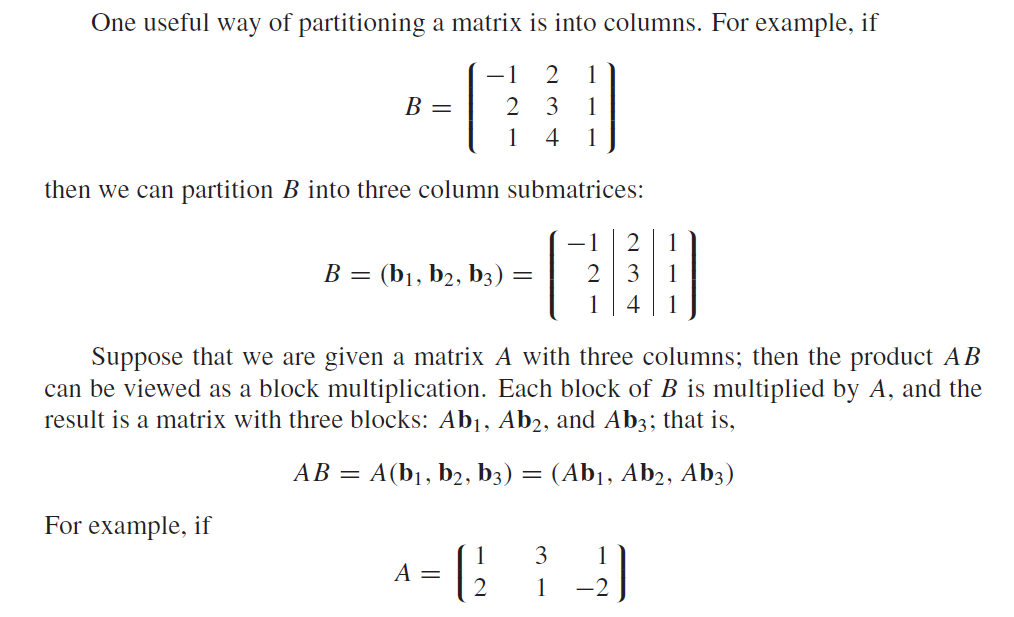 One useful way of partitioning a matrix is into columns. For example, if
−1 2 1
B = 2 3 1
1 4 1
then we can partition B into three column submatrices:
−1 | 2 | 1
B = (b₁, b₂, b₃) = 2 | 3 | 1
1 | 4 | 1
Suppose that we are given a matrix A with three columns; then the product AB
can be viewed as a block multiplication. Each block of B is multiplied by A, and the
result is a matrix with three blocks: Ab₁, Ab₂, and Ab₃; that is,
AB = A(b₁, b₂, b₃) = (Ab₁, Ab₂, Ab₃)
For example, if
1 3 1
A =
2 1 −2